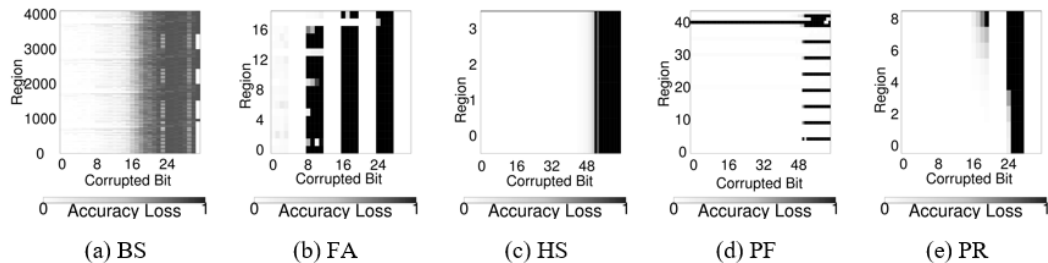 4000
3000
2000
1000
0
Region
0 8 16 24
Corrupted Bit
0 Accuracy Loss 1
(a) BS
16
12
8
4
0
Region
0 8 16 24
Corrupted Bit
0 Accuracy Loss 1
(b) FA
3
2
1
0
Region
0 16 32 48
Corrupted Bit
0 Accuracy Loss 1
(c) HS
40
30
20
10
0
Region
0 16 32 48
Corrupted Bit
0 Accuracy Loss 1
(d) PF
8
6
4
2
0
Region
0 8 16 24
Corrupted Bit
0 Accuracy Loss 1
(e) PR